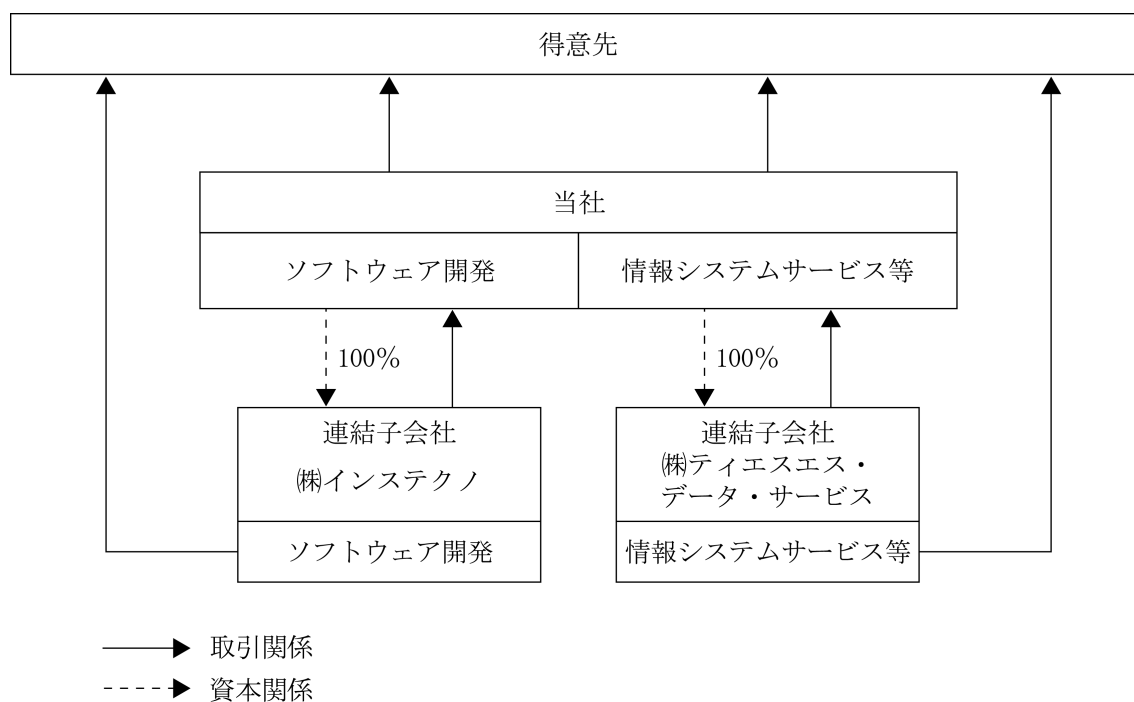 得意先
当社
ソフトウェア開発
情報システムサービス等
100%
100%
連結子会社
㈱インステクノ
ソフトウェア開発
連結子会社
㈱ティエスエス・
データ・サービス
情報システムサービス等
取引関係
資本関係